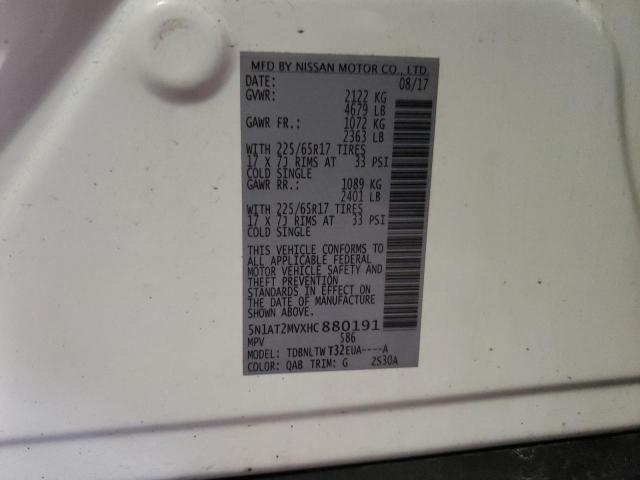 MFD BY NISSAN MOTOR CO., LTD.
DATE: 08/17
GVWR: 2122 KG
4679 LB
GAWR FR.: 1072 KG
2363 LB
WITH 225/65R17 TIRES
17 X 7J RIMS AT 33 PSI
COLD SINGLE
GAWR RR.: 1089 KG
2401 LB
WITH 225/65R17 TIRES
17 X 7J RIMS AT 33 PSI
COLD SINGLE
THIS VEHICLE CONFORMS TO
ALL APPLICABLE FEDERAL
MOTOR VEHICLE SAFETY AND
THEFT PREVENTION
STANDARDS IN EFFECT ON
THE DATE OF MANUFACTURE
SHOWN ABOVE.
5N1AT2MVXHC880191
MPV S86
MODEL: TDBNLTWT32EUA----A
COLOR: QAB TRIM: G 2S30A